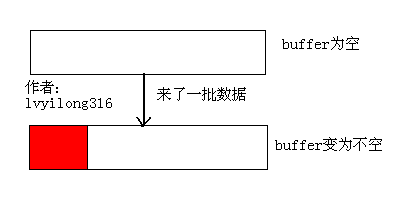 buffer为空
作者：
lvyilong316
来了一批数据
buffer变为不空